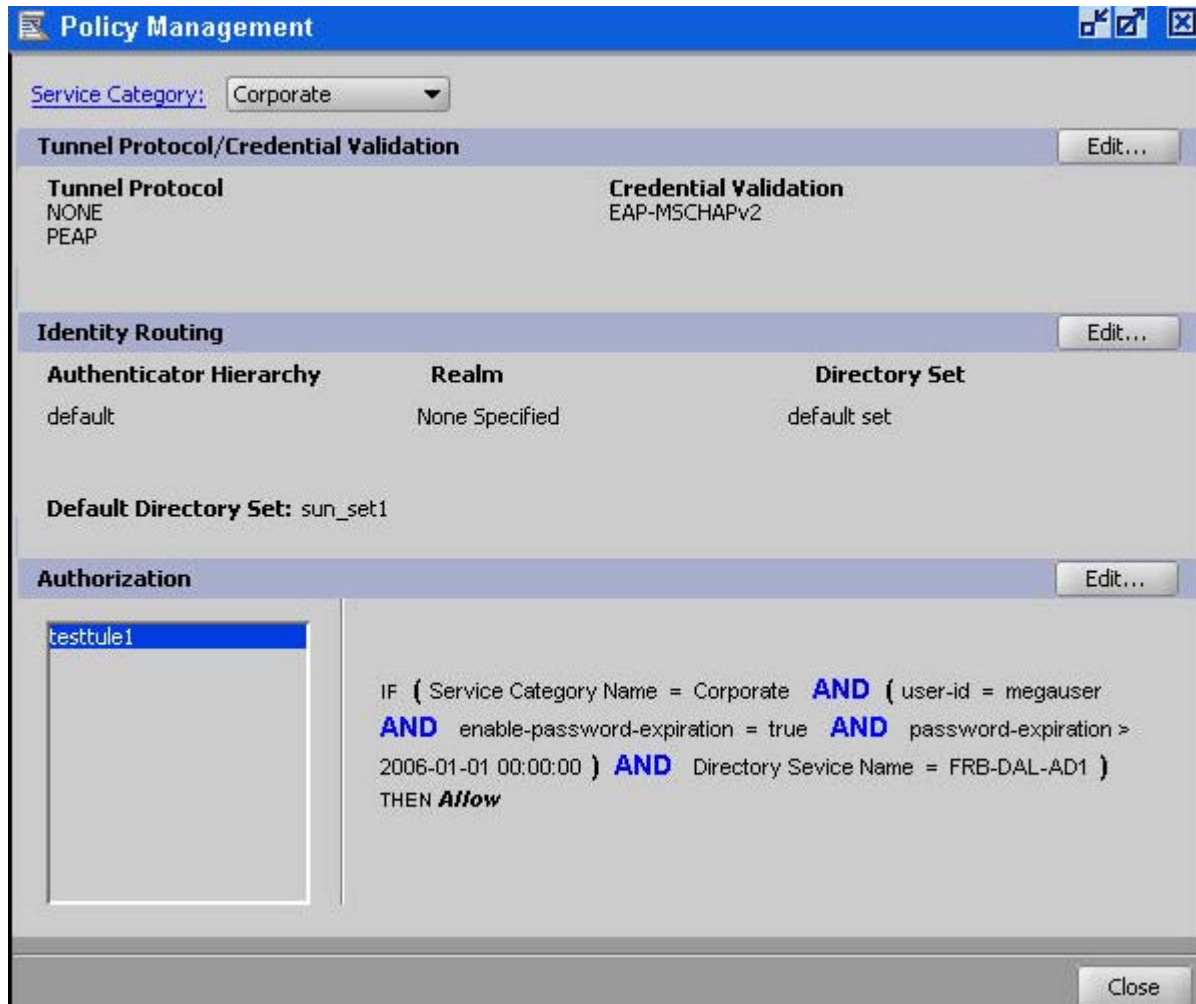 Policy Management
Service Category: Corporate
Tunnel Protocol/Credential Validation Edit...
Tunnel Protocol Credential Validation
NONE EAP-MSCHAPv2
PEAP
Identity Routing Edit...
Authenticator Hierarchy Realm Directory Set
default None Specified default set
Default Directory Set: sun_set1
Authorization Edit...
testtule1
IF ( Service Category Name = Corporate AND ( user-id = megauser
AND enable-password-expiration = true AND password-expiration >
2006-01-01 00:00:00 ) AND Directory Sevice Name = FRB-DAL-AD1 )
THEN Allow
Close